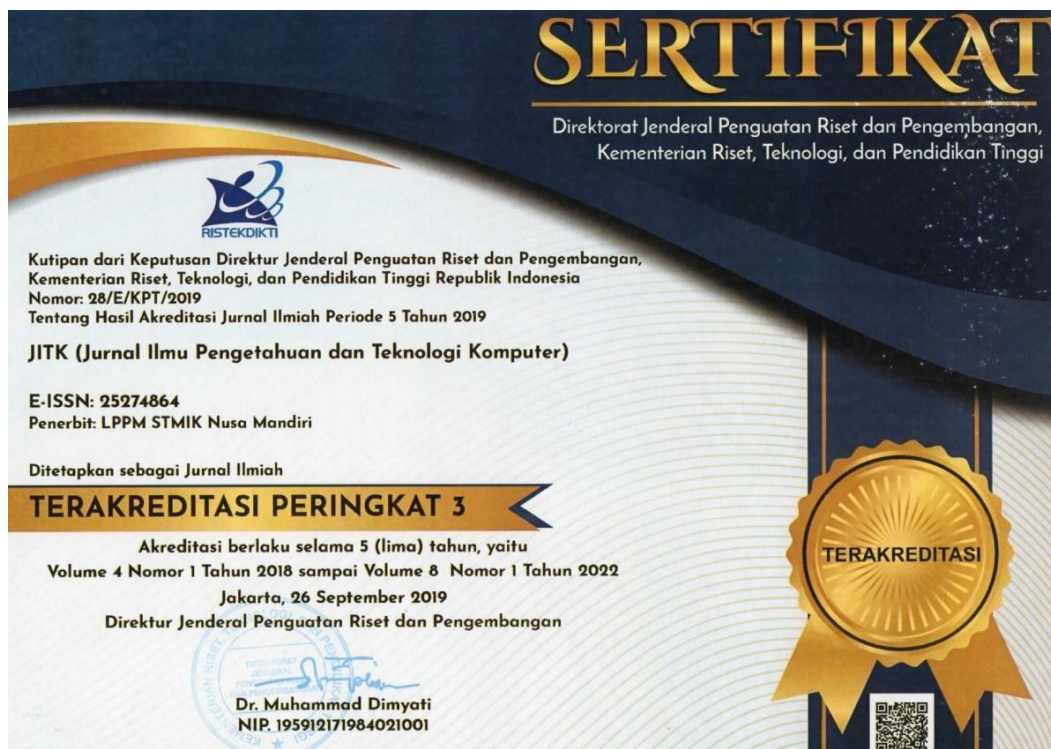 SERTIFIKAT
Direktorat Jenderal Penguatan Riset dan Pengembangan,
Kementerian Riset, Teknologi, dan Pendidikan Tinggi
RISTEKDIKTI
Kutipan dari Keputusan Direktur Jenderal Penguatan Riset dan Pengembangan,
Kementerian Riset, Teknologi, dan Pendidikan Tinggi Republik Indonesia
Nomor: 28/E/KPT/2019
Tentang Hasil Akreditasi Jurnal Ilmiah Periode 5 Tahun 2019
JITK (Jurnal Ilmu Pengetahuan dan Teknologi Komputer)
E-ISSN: 25274864
Penerbit: LPPM STMIK Nusa Mandiri
Ditetapkan sebagai Jurnal Ilmiah
TERAKREDITASI PERINGKAT 3
Akreditasi berlaku selama 5 (lima) tahun, yaitu
Volume 4 Nomor 1 Tahun 2018 sampai Volume 8 Nomor 1 Tahun 2022
Jakarta, 26 September 2019
Direktur Jenderal Penguatan Riset dan Pengembangan
Dr. Muhammad Dimyati
NIP. 195912171984021001
TERAKREDITASI